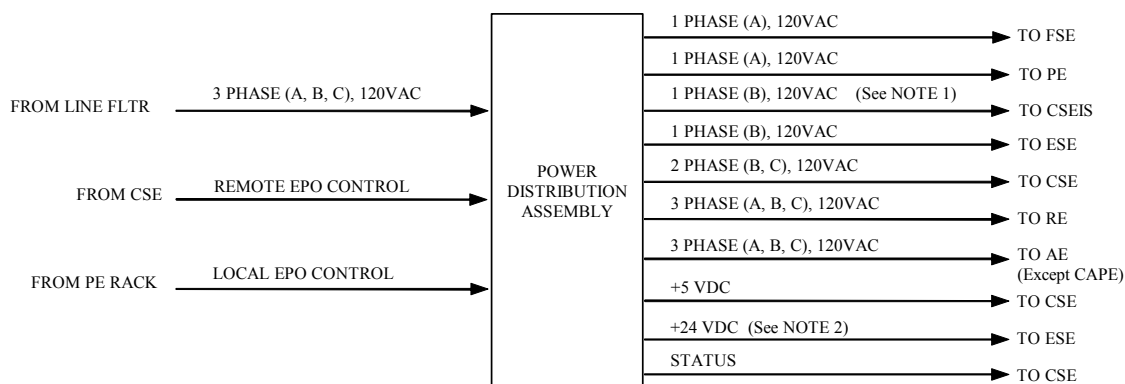 1 PHASE (A), 120VAC
TO FSE
1 PHASE (A), 120VAC
TO PE
FROM LINE FLTR
3 PHASE (A, B, C), 120VAC
1 PHASE (B), 120VAC (See NOTE 1)
TO CSEIS
1 PHASE (B), 120VAC
TO ESE
POWER
DISTRIBUTION
ASSEMBLY
2 PHASE (B, C), 120VAC
TO CSE
FROM CSE
REMOTE EPO CONTROL
3 PHASE (A, B, C), 120VAC
TO RE
3 PHASE (A, B, C), 120VAC
TO AE
(Except CAPE)
FROM PE RACK
LOCAL EPO CONTROL
+5 VDC
TO CSE
+24 VDC (See NOTE 2)
TO ESE
STATUS
TO CSE